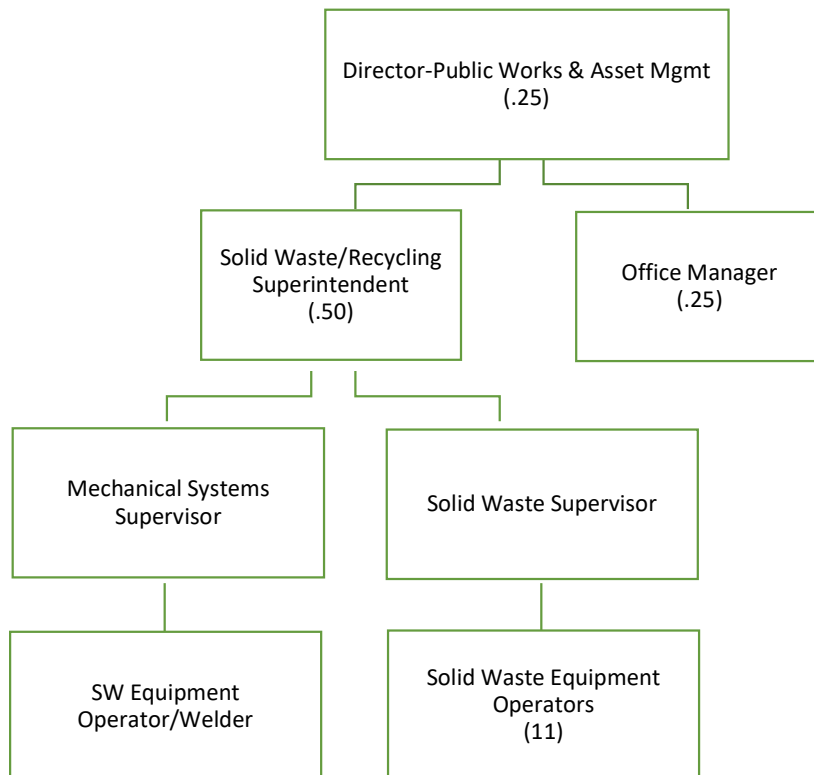 Director-Public Works & Asset Mgmt
(.25)
Solid Waste/Recycling
Superintendent
(.50)
Office Manager
(.25)
Mechanical Systems
Supervisor
Solid Waste Supervisor
SW Equipment
Operator/Welder
Solid Waste Equipment
Operators
(11)